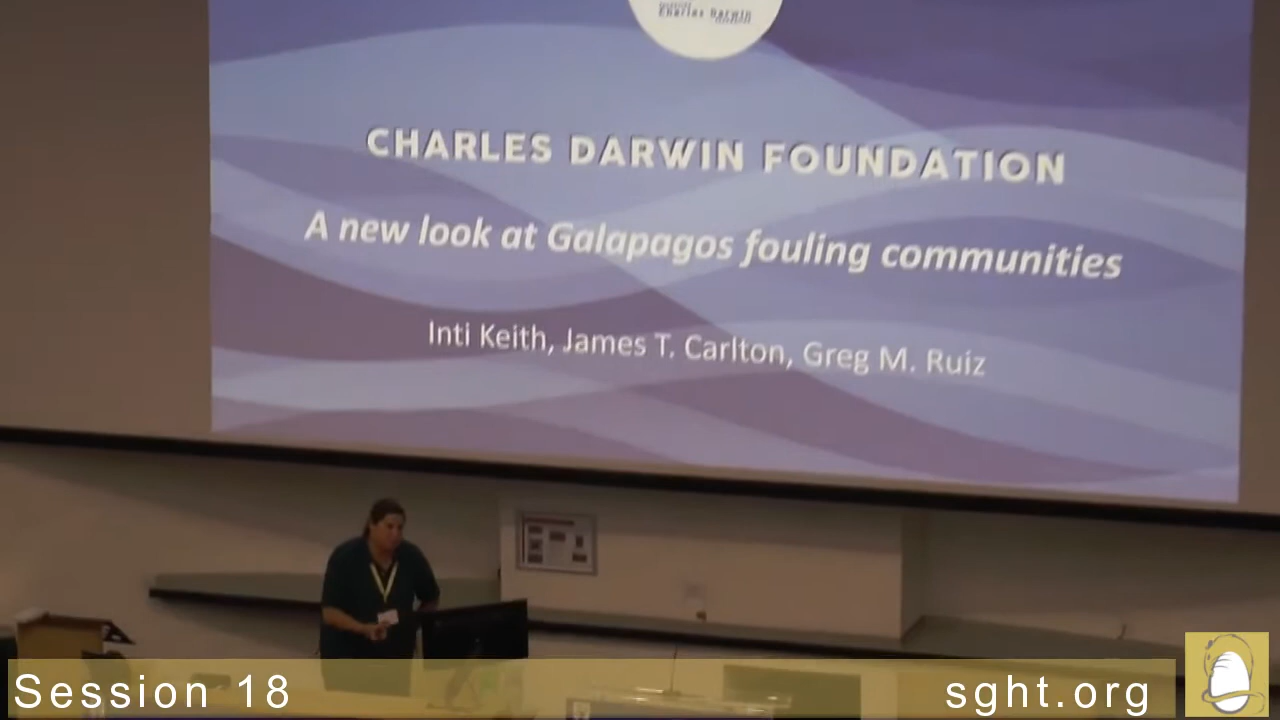 Charles Darwin
CHARLES DARWIN FOUNDATION
A new look at Galapagos fouling communities
Inti Keith, James T. Carlton, Greg M. Ruiz
Session 18
sght.org